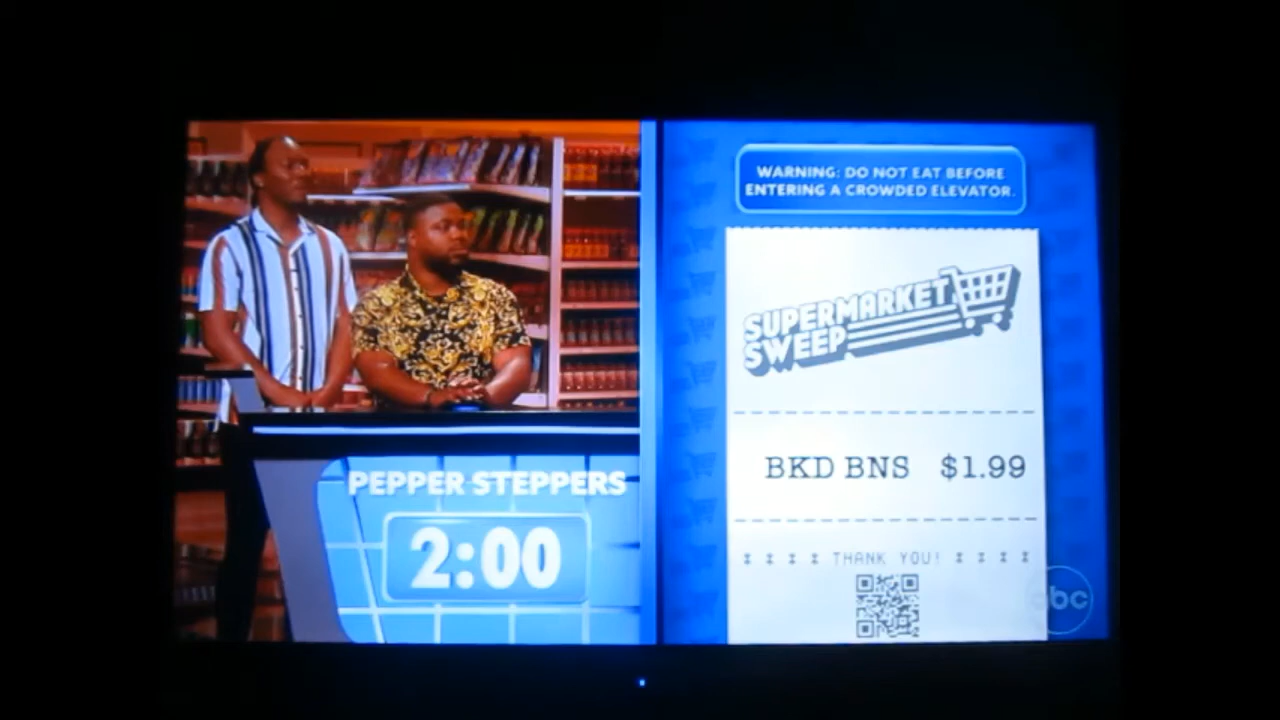 WARNING: DO NOT EAT BEFORE
ENTERING A CROWDED ELEVATOR.
SUPERMARKET
SWEEP
BKD BNS $1.99
THANK YOU!
abc
PEPPER STEPPERS
2:00